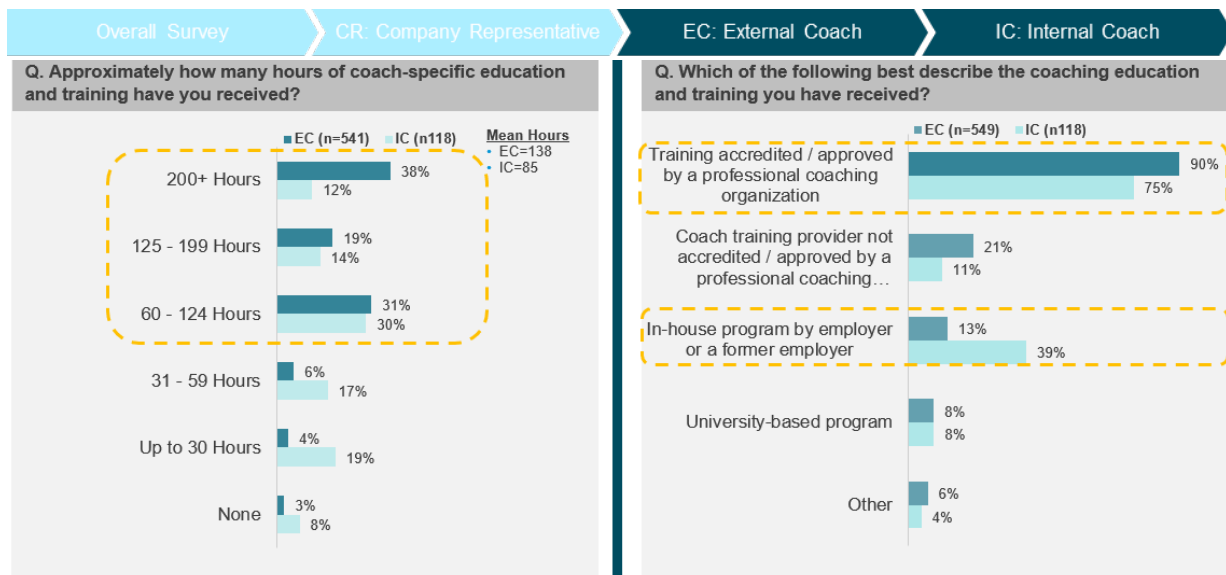 Overall Survey
CR: Company Representative
EC: External Coach
IC: Internal Coach
Q. Approximately how many hours of coach-specific education
and training have you received?
EC (n=541) IC (n118)
Mean Hours
• EC=138
• IC=85
200+ Hours
38%
12%
125 - 199 Hours
19%
14%
60 - 124 Hours
31%
30%
31 - 59 Hours
6%
17%
Up to 30 Hours
4%
19%
None
3%
8%
Q. Which of the following best describe the coaching education
and training you have received?
EC (n=549) IC (n118)
Training accredited / approved
by a professional coaching
organization
90%
75%
Coach training provider not
accredited / approved by a
professional coaching…
21%
11%
In-house program by employer
or a former employer
13%
39%
University-based program
8%
8%
Other
6%
4%